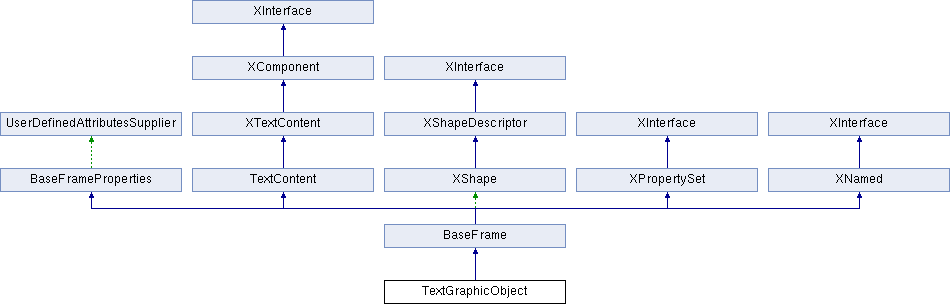 XInterface
XComponent
XInterface
UserDefinedAttributesSupplier
XTextContent
XShapeDescriptor
XInterface
XInterface
BaseFrameProperties
TextContent
XShape
XPropertySet
XNamed
BaseFrame
TextGraphicObject